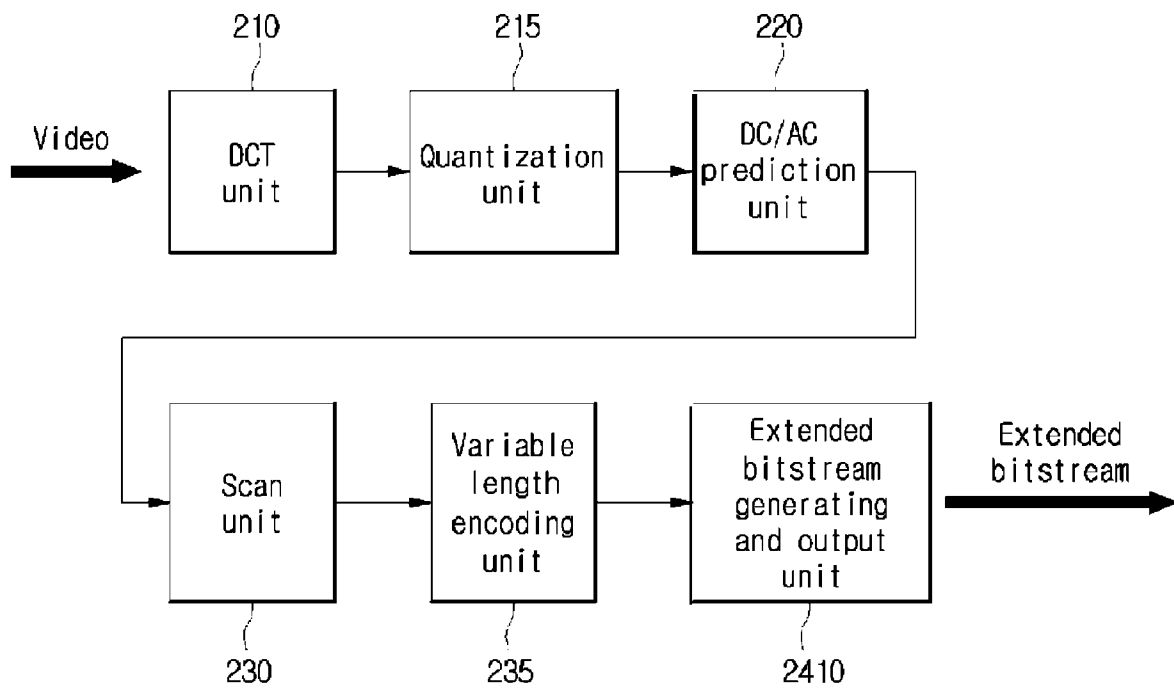 210
215
220
Video
DCT
unit
Quantization
unit
DC/AC
prediction
unit
Scan
unit
Variable
length
encoding
unit
Extended
bitstream
generating
and output
unit
Extended
bitstream
230
235
2410